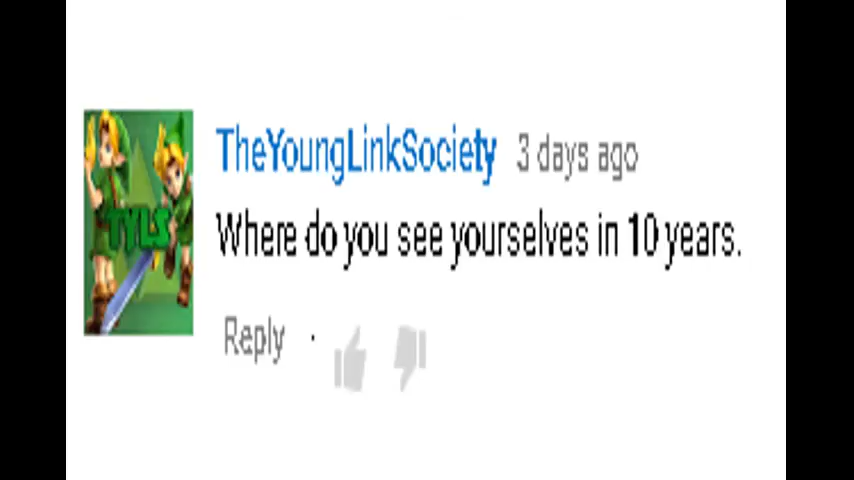 TYLS
TheYoungLinkSociety 3 days ago
Where do you see yourselves in 10 years.
Reply ·